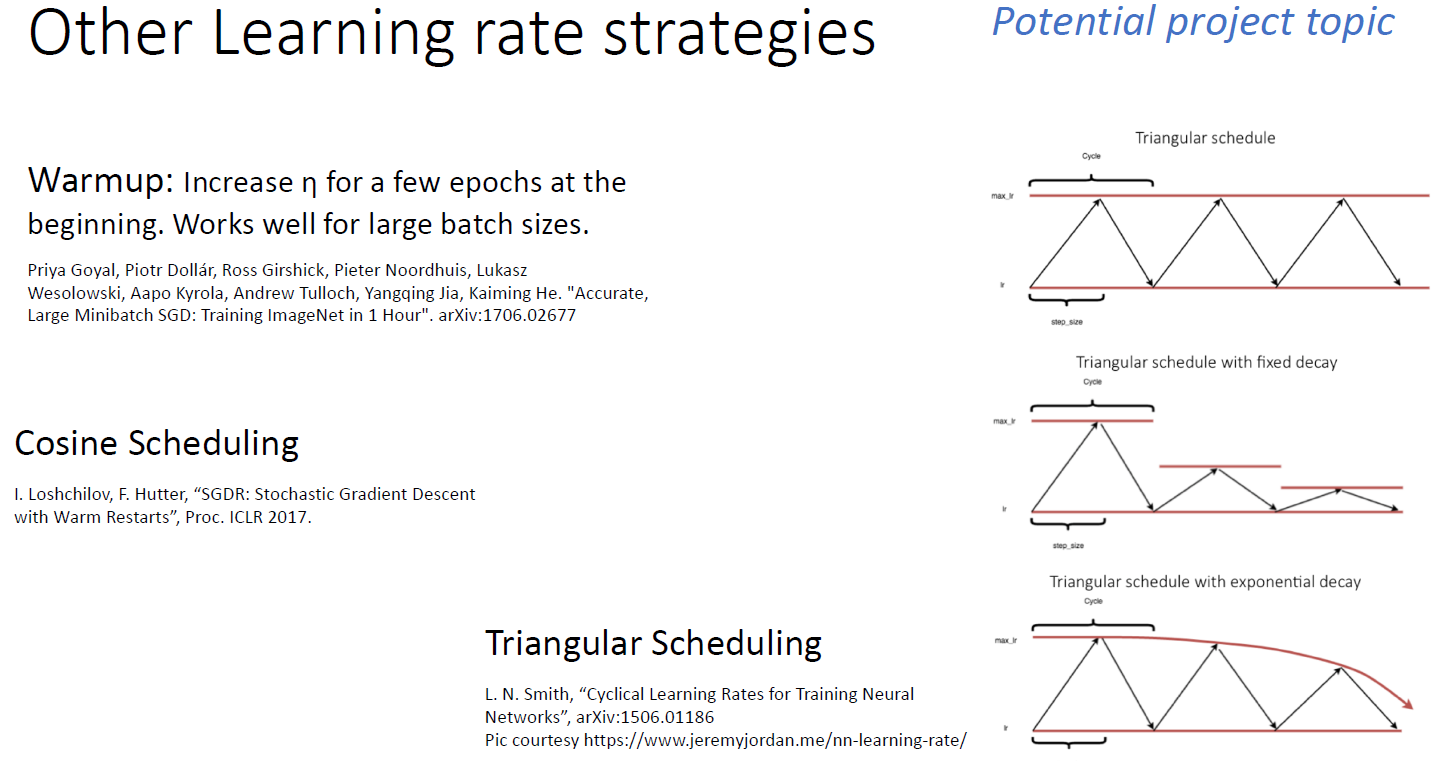 Other Learning rate strategies
Potential project topic
Warmup: Increase η for a few epochs at the
beginning. Works well for large batch sizes.
Priya Goyal, Piotr Dollár, Ross Girshick, Pieter Noordhuis, Lukasz
Wesolowski, Aapo Kyrola, Andrew Tulloch, Yangqing Jia, Kaiming He. "Accurate,
Large Minibatch SGD: Training ImageNet in 1 Hour". arXiv:1706.02677
Cosine Scheduling
I. Loshchilov, F. Hutter, “SGDR: Stochastic Gradient Descent
with Warm Restarts”, Proc. ICLR 2017.
Triangular Scheduling
L. N. Smith, “Cyclical Learning Rates for Training Neural
Networks”, arXiv:1506.01186
Pic courtesy https://www.jeremyjordan.me/nn-learning-rate/
Triangular schedule
Cycle
max_lr
lr
step_size
Triangular schedule with fixed decay
Cycle
max_lr
lr
step_size
Triangular schedule with exponential decay
Cycle
max_lr
lr